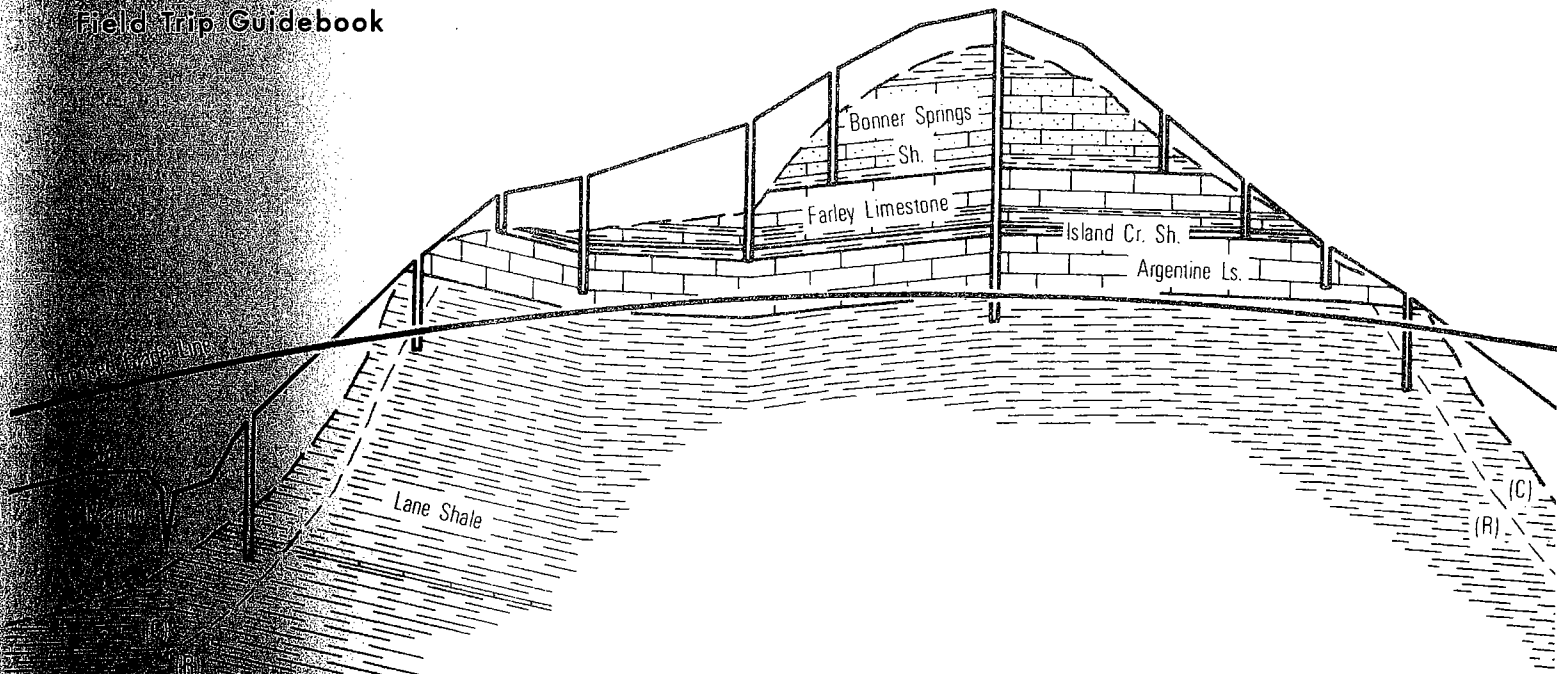 Field Trip Guidebook
Bonner Springs
Sh.
Farley Limestone
Island Cr. Sh.
Argentine Ls.
Lane Shale
(C)
(R)
(R)